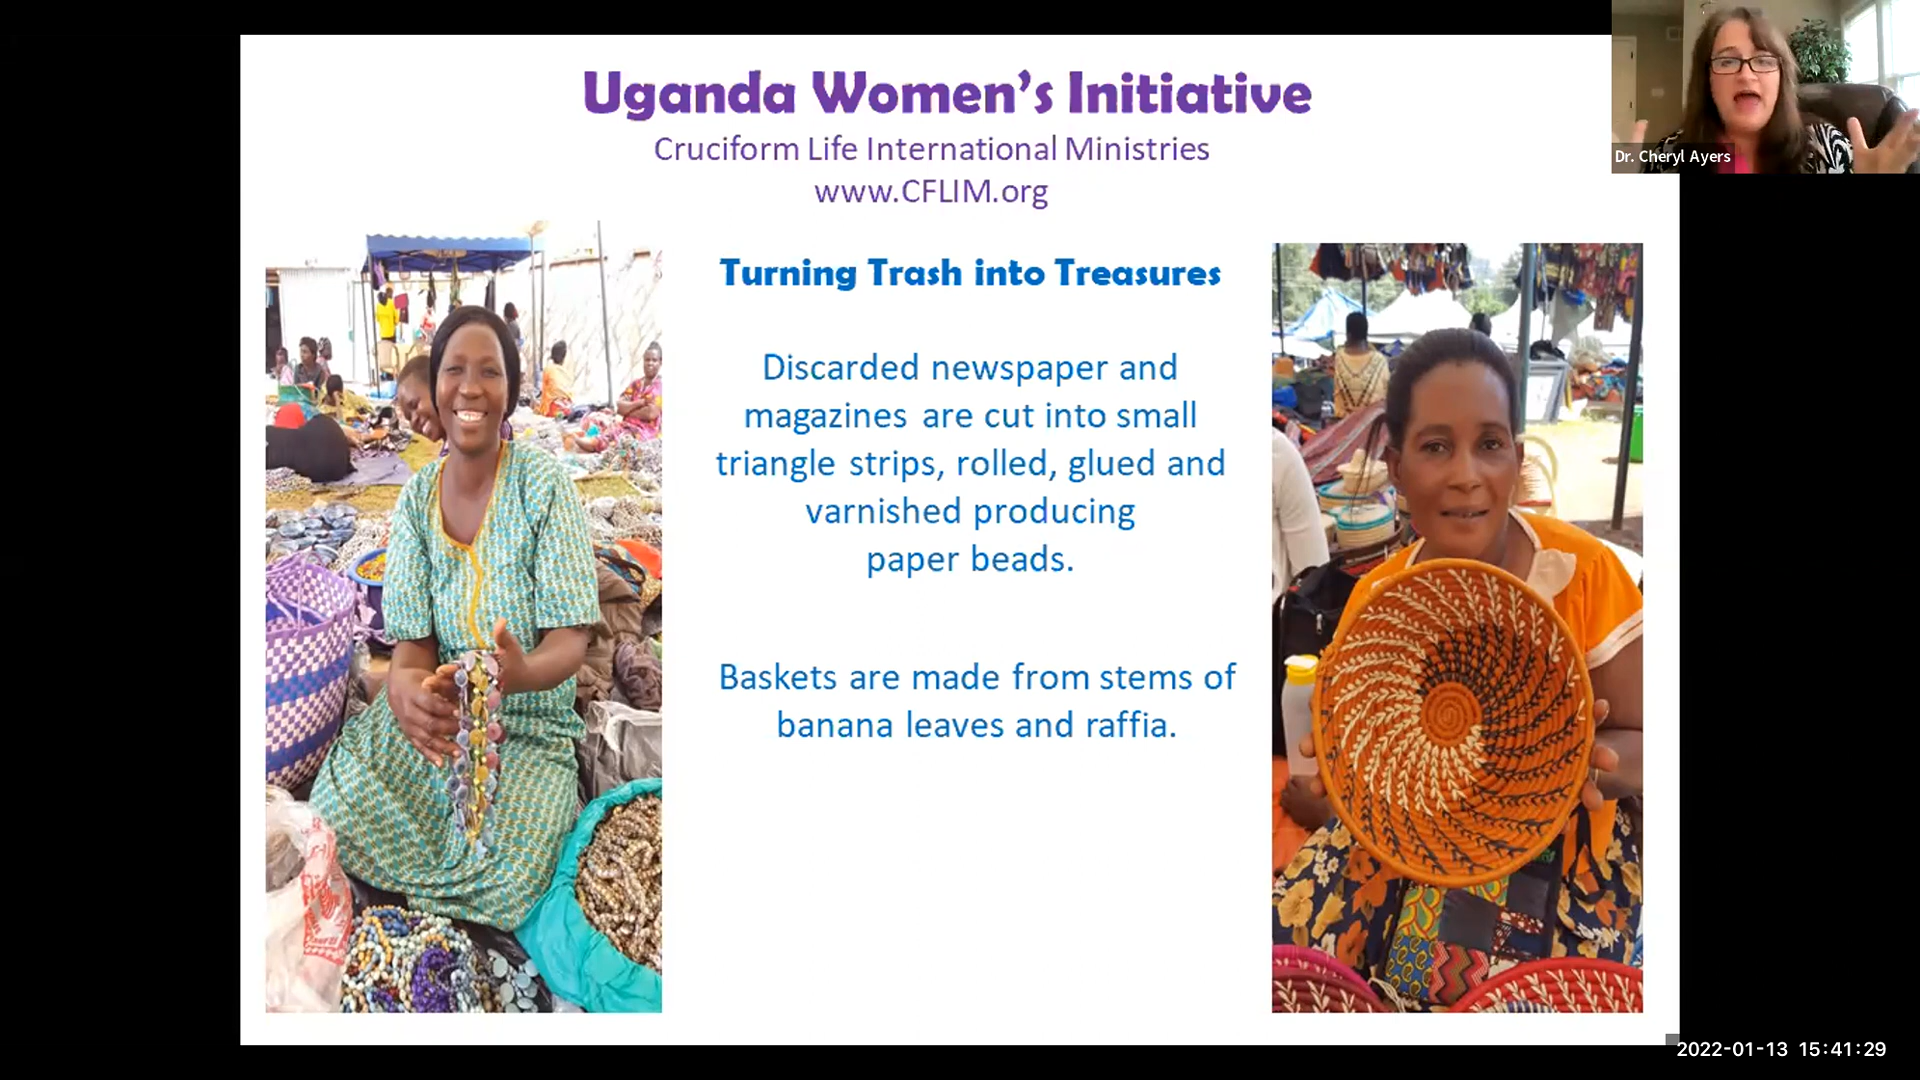 Uganda Women's Initiative
Cruciform Life International Ministries
www.CFLIM.org
Dr. Cheryl Ayers
Turning Trash into Treasures
Discarded newspaper and
magazines are cut into small
triangle strips, rolled, glued and
varnished producing
paper beads.
Baskets are made from stems of
banana leaves and raffia.
2022-01-13 15:41:29